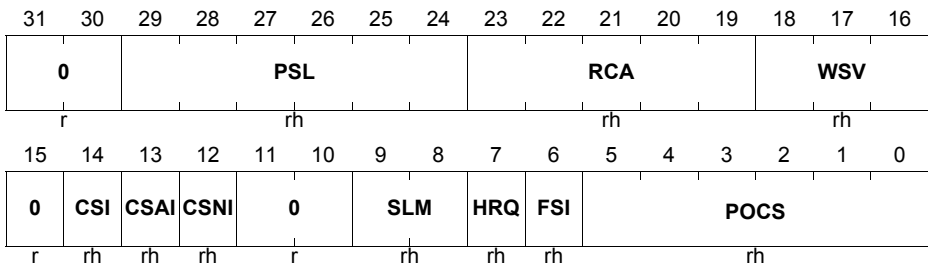 31 30 29 28 27 26 25 24 23 22 21 20 19 18 17 16
0 PSL RCA WSV
r rh rh rh
15 14 13 12 11 10 9 8 7 6 5 4 3 2 1 0
0 CSI CSAI CSNI 0 SLM HRQ FSI POCS
r rh rh rh r rh rh rh rh